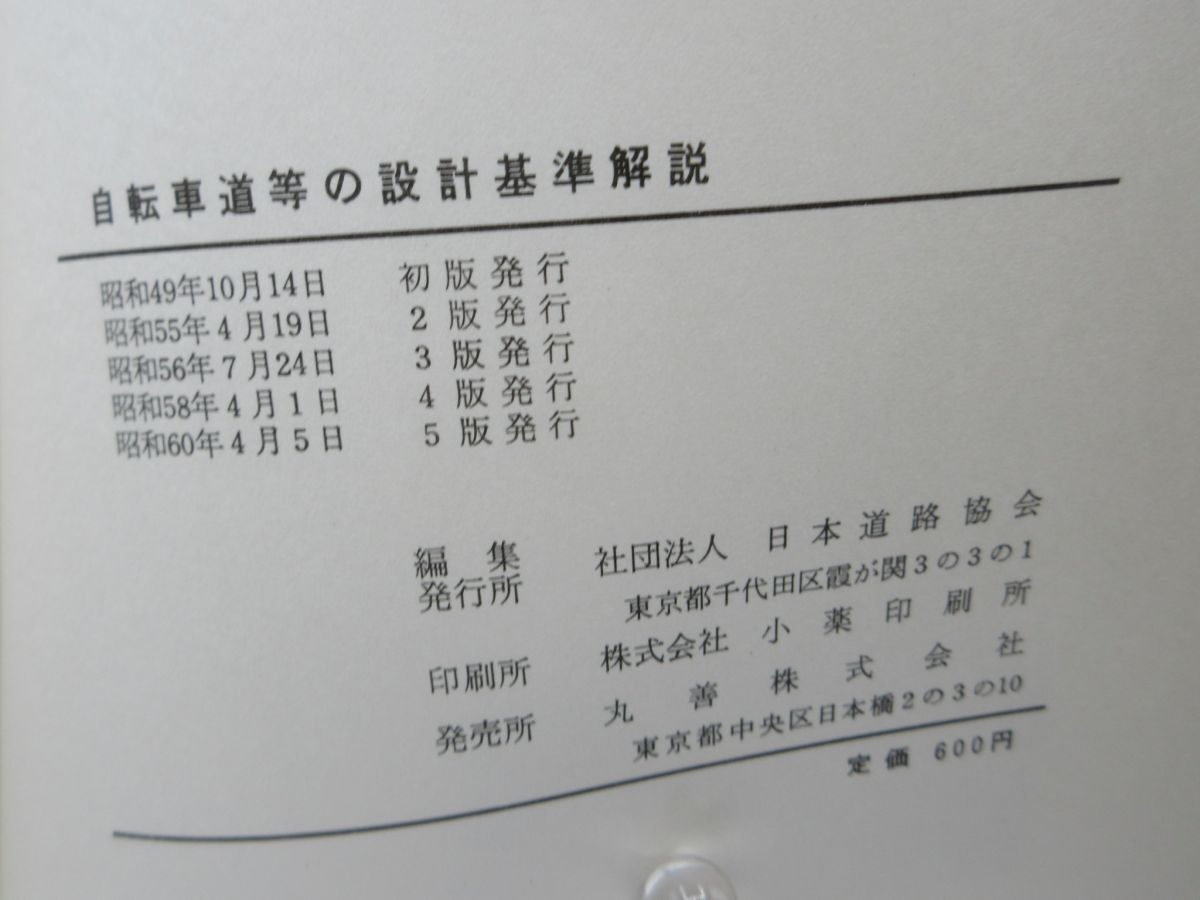 自転車道等の設計基準解説
昭和49年10月14日 初版発行
昭和55年4月19日 2版発行
昭和56年7月24日 3版発行
昭和58年4月1日 4版発行
昭和60年4月5日 5版発行
編集 社団法人 日本道路協会
発行所 東京都千代田区霞が関3の3の1
印刷所 株式会社 小薬印刷所
発売所 丸善株式会社
東京都中央区日本橋2の3の10
定価 600円